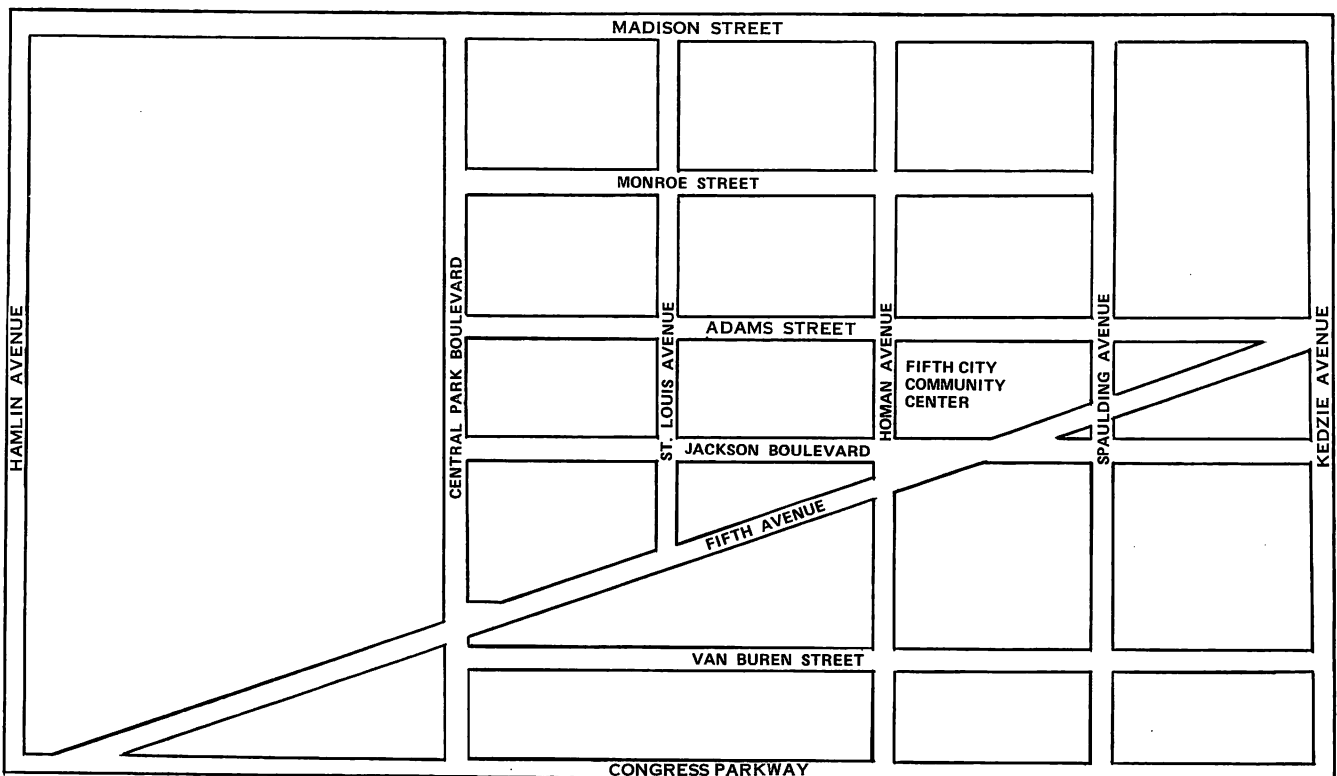 MADISON STREET
MONROE STREET
HAMLIN AVENUE
CENTRAL PARK BOULEVARD
ST. LOUIS AVENUE
ADAMS STREET
HOMAN AVENUE
FIFTH CITY
COMMUNITY
CENTER
SPAULDING AVENUE
KEDZIE AVENUE
JACKSON BOULEVARD
FIFTH AVENUE
VAN BUREN STREET
CONGRESS PARKWAY